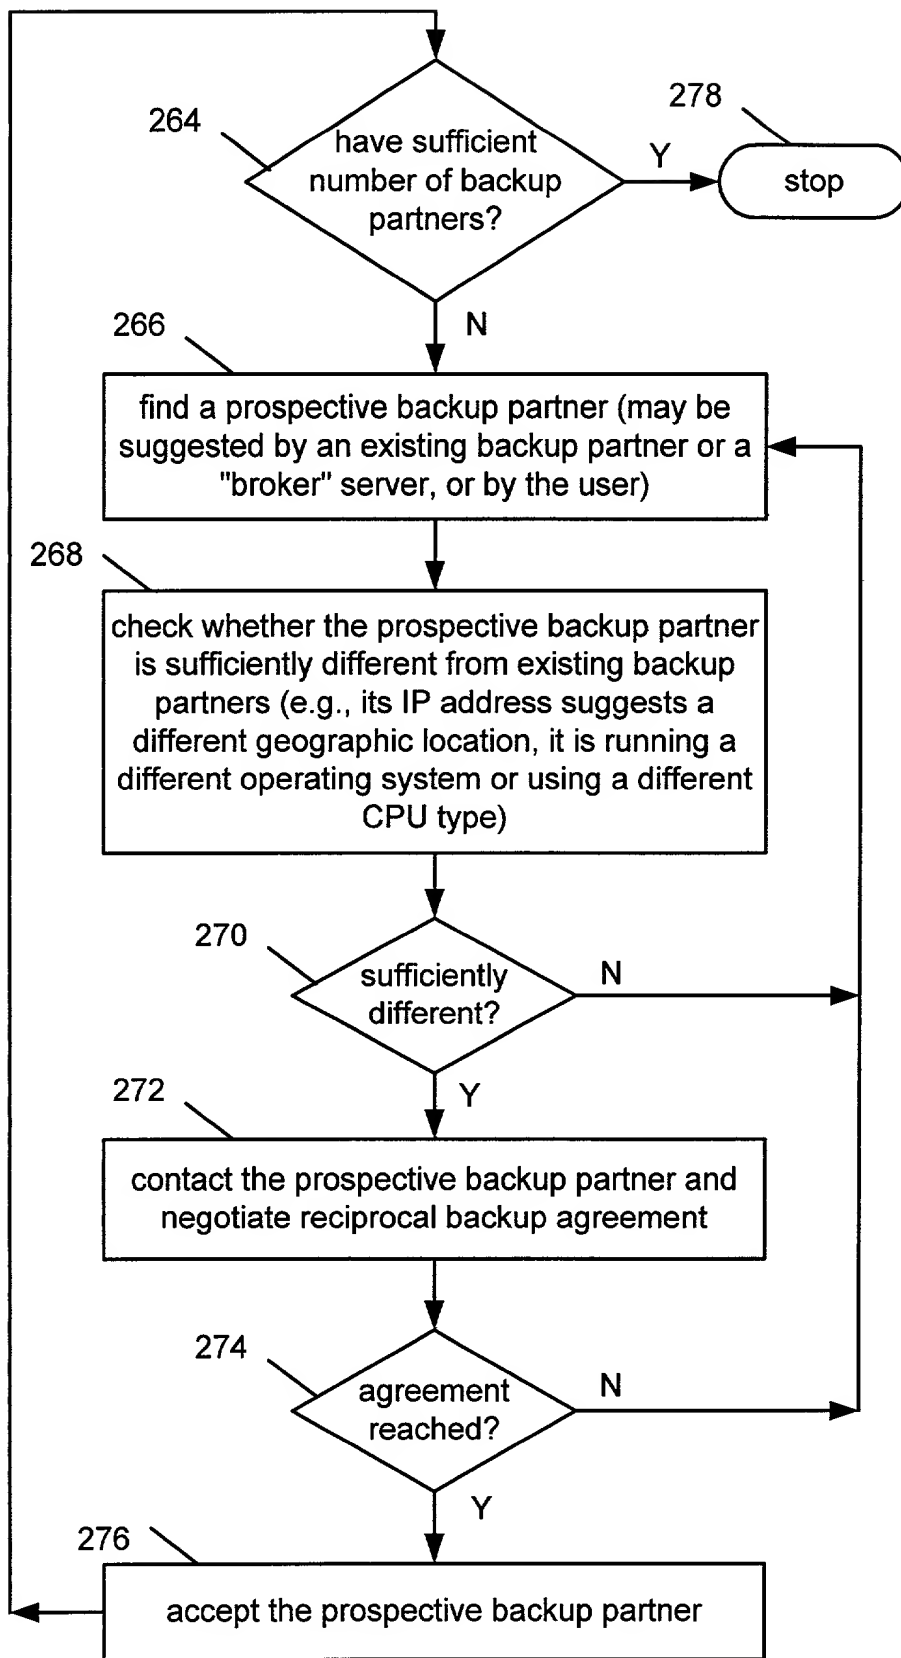 264
have sufficient
number of backup
partners?
Y
278
stop
N
266
find a prospective backup partner (may be
suggested by an existing backup partner or a
"broker" server, or by the user)
268
check whether the prospective backup partner
is sufficiently different from existing backup
partners (e.g., its IP address suggests a
different geographic location, it is running a
different operating system or using a different
CPU type)
270
sufficiently
different?
N
Y
272
contact the prospective backup partner and
negotiate reciprocal backup agreement
274
agreement
reached?
N
Y
276
accept the prospective backup partner